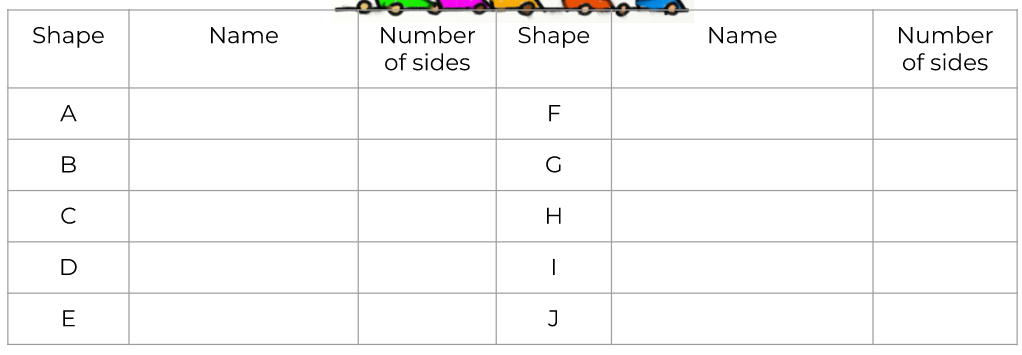 Shape Name Number of sides Shape Name Number of sides
A F
B G
C H
D I
E J